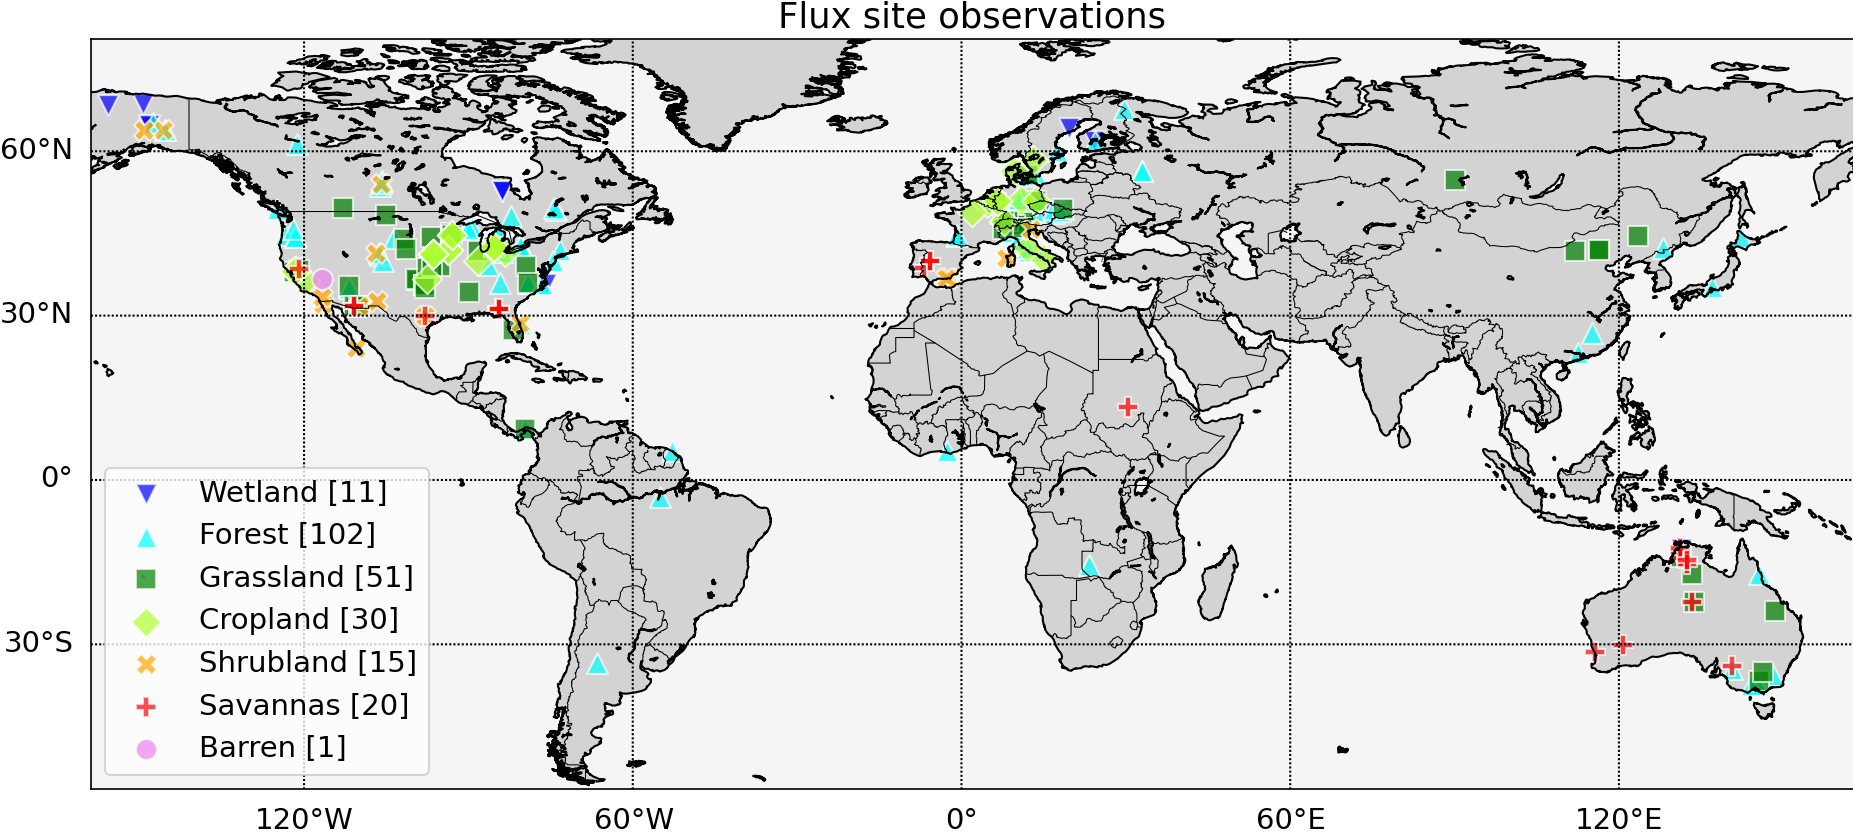 Flux site observations
60°N
30°N
0°
30°S
Wetland [11]
Forest [102]
Grassland [51]
Cropland [30]
Shrubland [15]
Savannas [20]
Barren [1]
120°W 60°W 0° 60°E 120°E